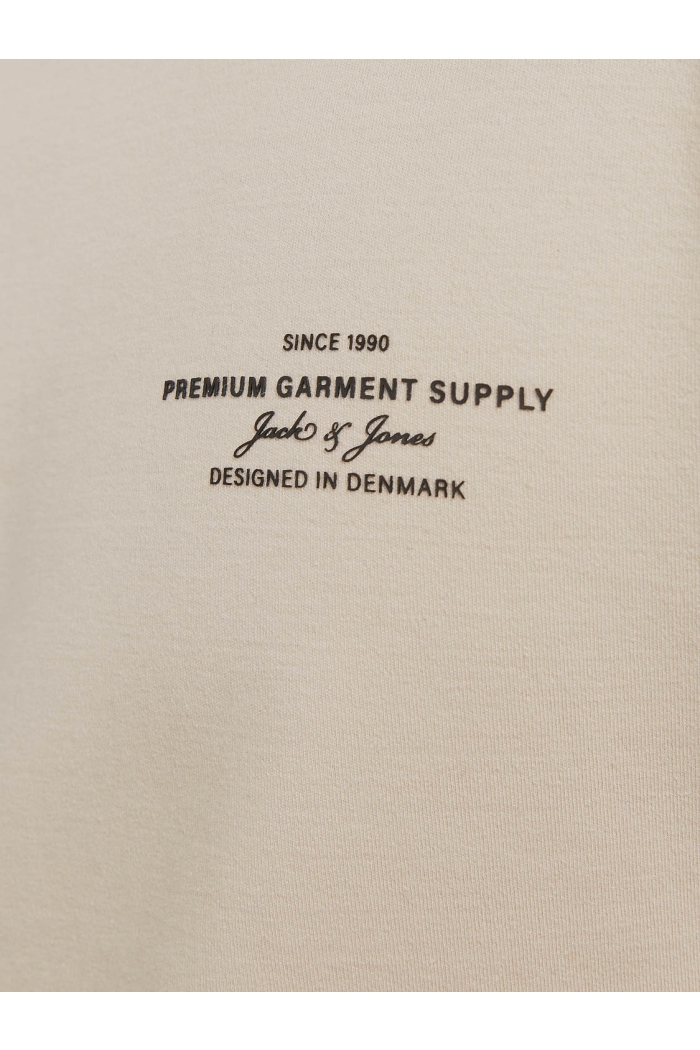 SINCE 1990
PREMIUM GARMENT SUPPLY
Jack & Jones
DESIGNED IN DENMARK